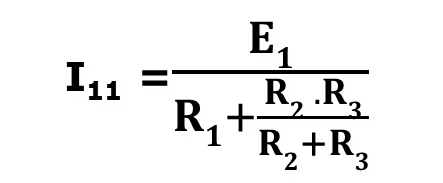 I₁₁ = E₁ / (R₁ + (R₂ .R₃) / (R₂+R₃))